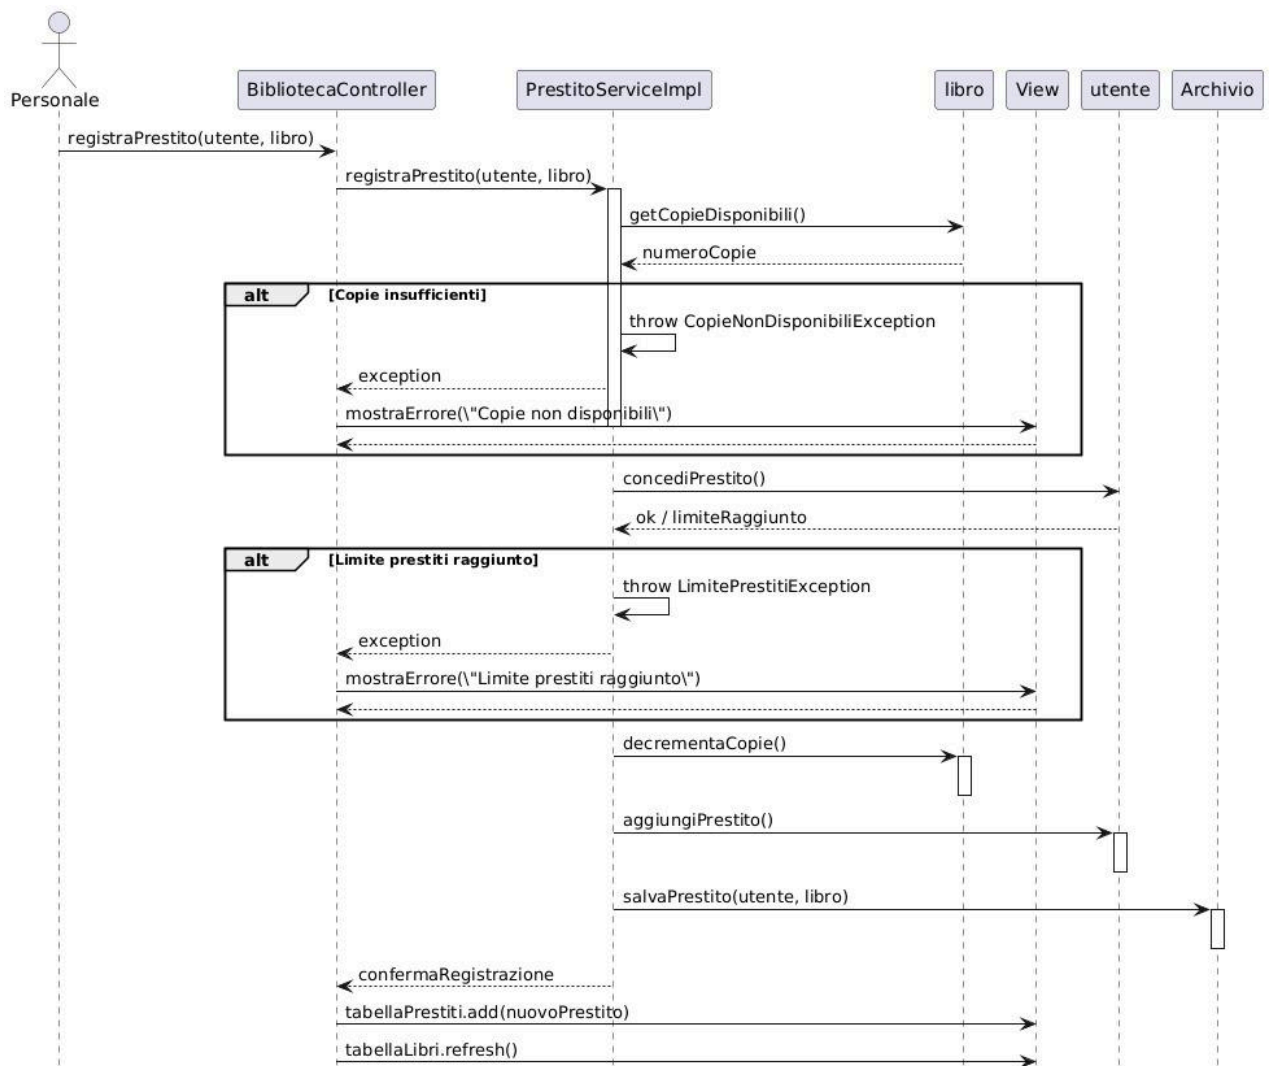 Personale
BibliotecaController
PrestitoServiceImpl
libro
View
utente
Archivio
registraPrestito(utente, libro)
registraPrestito(utente, libro)
getCopieDisponibili()
numeroCopie
alt [Copie insufficienti]
throw CopieNonDisponibiliException
exception
mostraErrore(\"Copie non disponibili\")
concediPrestito()
ok / limiteRaggiunto
alt [Limite prestiti raggiunto]
throw LimitePrestitiException
exception
mostraErrore(\"Limite prestiti raggiunto\")
decrementaCopie()
aggiungiPrestito()
salvaPrestito(utente, libro)
confermaRegistrazione
tabellaPrestiti.add(nuovoPrestito)
tabellaLibri.refresh()